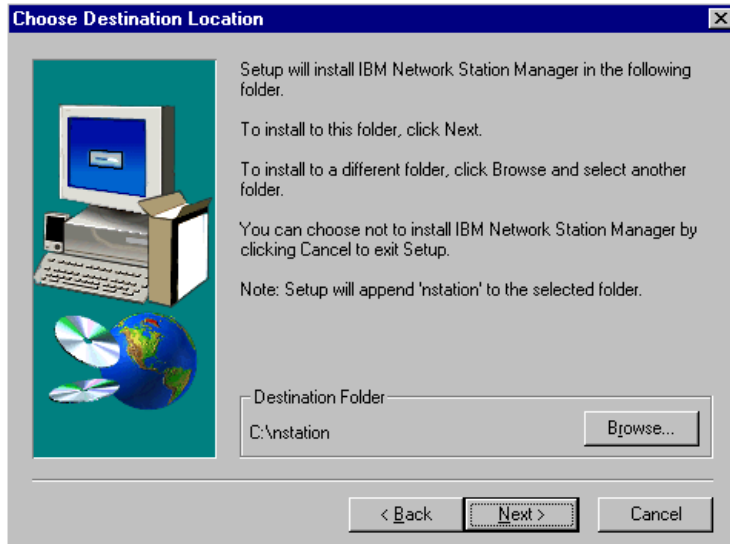 Choose Destination Location
Setup will install IBM Network Station Manager in the following
folder.
To install to this folder, click Next.
To install to a different folder, click Browse and select another
folder.
You can choose not to install IBM Network Station Manager by
clicking Cancel to exit Setup.
Note: Setup will append 'nstation' to the selected folder.
Destination Folder
C:\nstation
Browse...
< Back
Next >
Cancel